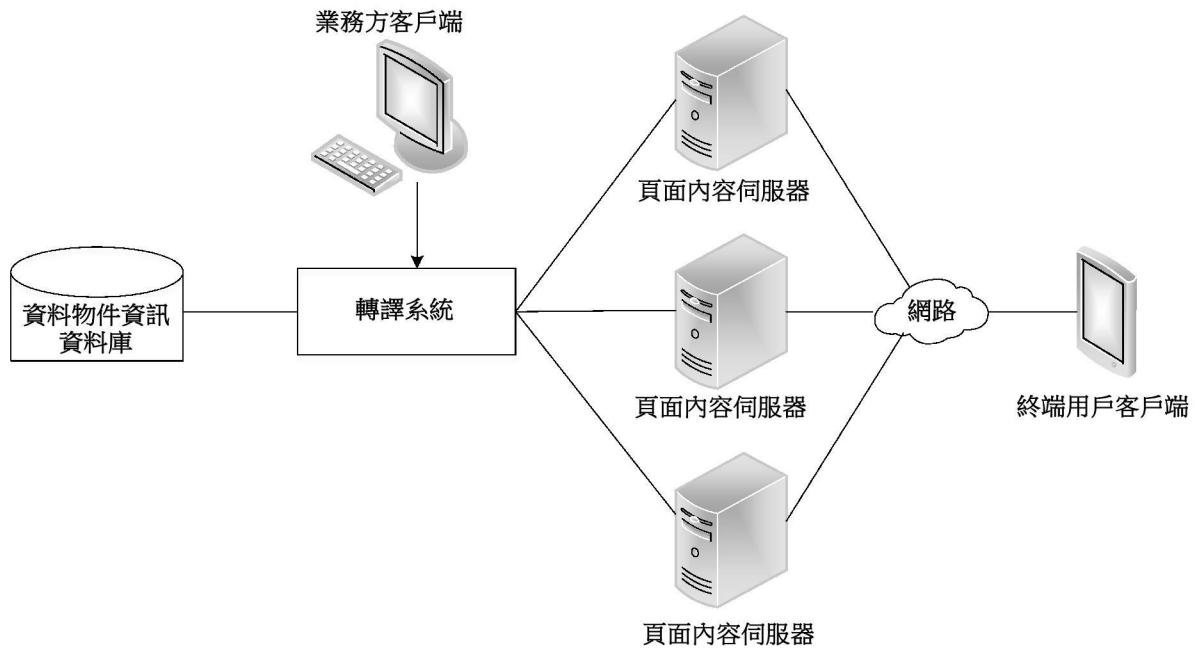 業務方客戶端
頁面內容伺服器
資料物件資訊
資料庫
轉譯系統
頁面內容伺服器
網路
終端用戶客戶端
頁面內容伺服器